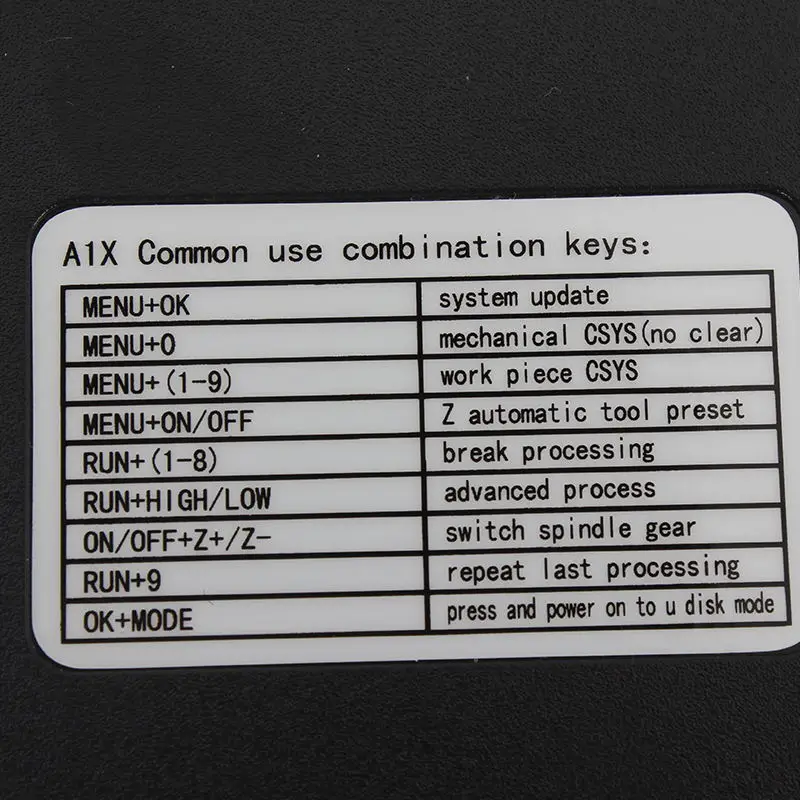 A1X Common use combination keys:
MENU+OK system update
MENU+0 mechanical CSYS(no clear)
MENU+(1-9) work piece CSYS
MENU+ON/OFF Z automatic tool preset
RUN+(1-8) break processing
RUN+HIGH/LOW advanced process
ON/OFF+Z+/Z- switch spindle gear
RUN+9 repeat last processing
OK+MODE press and power on to u disk mode